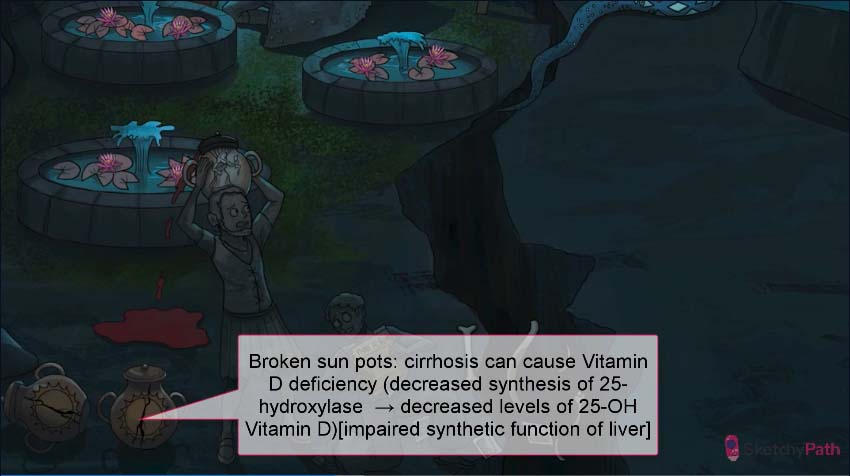 Broken sun pots: cirrhosis can cause Vitamin
D deficiency (decreased synthesis of 25-
hydroxylase → decreased levels of 25-OH
Vitamin D)[impaired synthetic function of liver]
SketchyPath